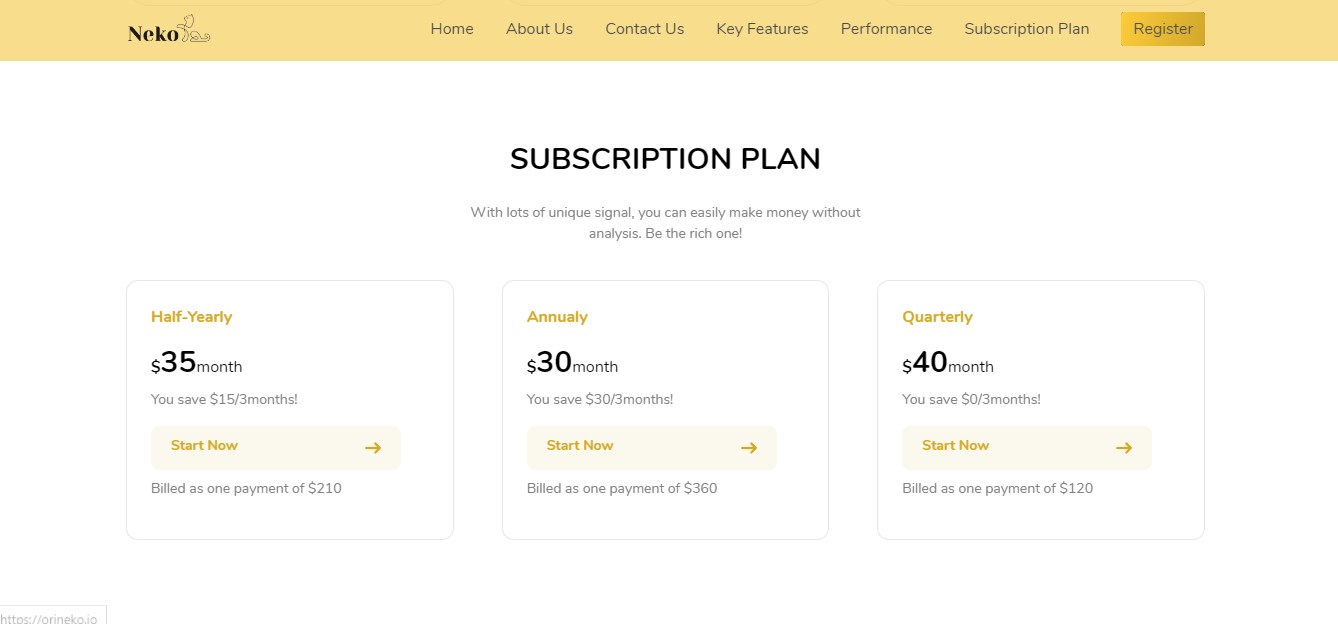 Neko
Home About Us Contact Us Key Features Performance Subscription Plan Register
SUBSCRIPTION PLAN
With lots of unique signal, you can easily make money without
analysis. Be the rich one!
Half-Yearly
$35month
You save $15/3months!
Start Now
Billed as one payment of $210
Annualy
$30month
You save $30/3months!
Start Now
Billed as one payment of $360
Quarterly
$40month
You save $0/3months!
Start Now
Billed as one payment of $120
https://orineko.io